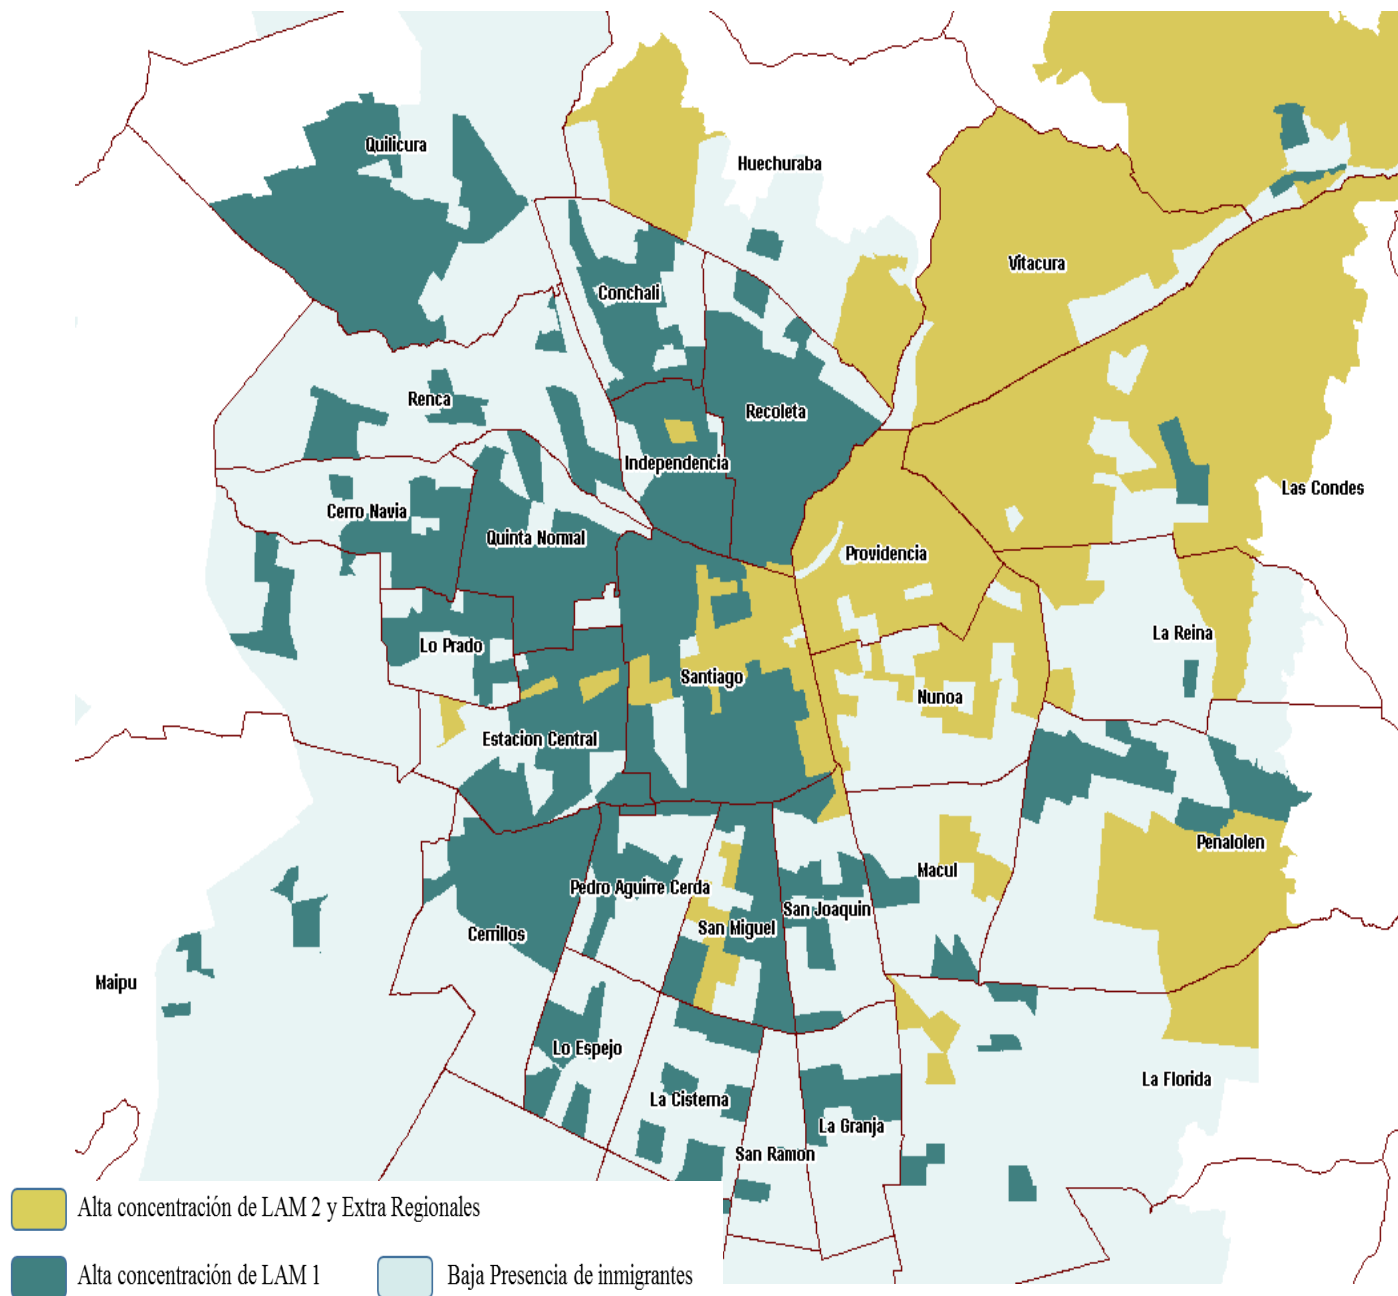 Quilicura
Huechuraba
Vitacura
Conchali
Renca
Recoleta
Independencia
Las Condes
Cerro Navia
Quinta Normal
Providencia
Lo Prado
La Reina
Santiago
Nunoa
Estacion Central
Penalolen
Macul
Pedro Aguirre Cerda
San Joaquin
San Miguel
Cerrillos
Maipu
Lo Espejo
La Florida
La Cisterna
La Granja
San Ramon
Alta concentración de LAM 2 y Extra Regionales
Alta concentración de LAM 1
Baja Presencia de inmigrantes